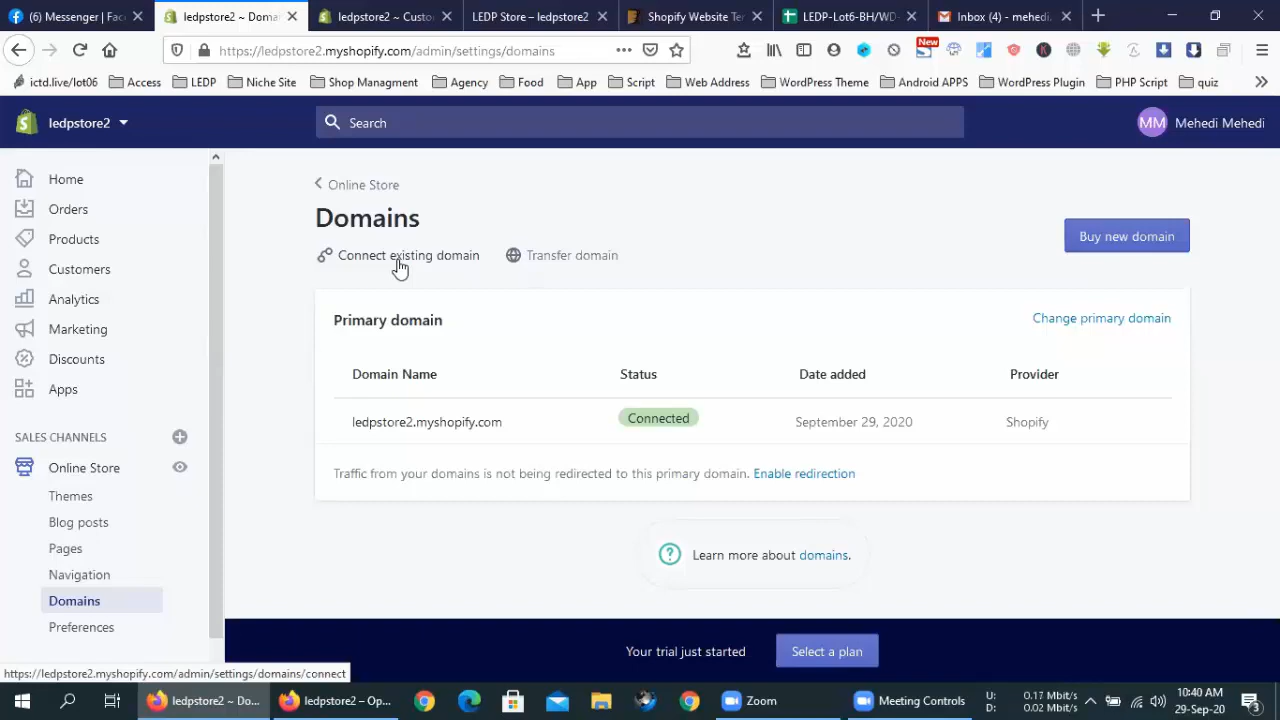 (6) Messenger | Fac
ledpstore2 ~ Domai
ledpstore2 ~ Custo
LEDP Store – ledpstore2
Shopify Website Te
LEDP-Lot6-BH/WD-
Inbox (4) - mehedi.
https://ledpstore2.myshopify.com/admin/settings/domains
New
ictd.live/lot06
Access
LEDP
Niche Site
Shop Managment
Agency
Food
App
Script
Web Address
WordPress Theme
Android APPS
WordPress Plugin
PHP Script
quiz
ledpstore2
Search
MM
Mehedi Mehedi
Home
Orders
Products
Customers
Analytics
Marketing
Discounts
Apps
SALES CHANNELS
Online Store
Themes
Blog posts
Pages
Navigation
Domains
Preferences
Online Store
Domains
Connect existing domain
Transfer domain
Buy new domain
Primary domain
Change primary domain
Domain Name Status Date added Provider
ledpstore2.myshopify.com Connected September 29, 2020 Shopify
Traffic from your domains is not being redirected to this primary domain. Enable redirection
Learn more about domains.
Your trial just started
Select a plan
https://ledpstore2.myshopify.com/admin/settings/domains/connect
ledpstore2 ~ Do...
ledpstore2 – Op...
Zoom
Meeting Controls
U: 0.17 Mbit/s
D: 0.02 Mbit/s
10:40 AM
29-Sep-20
3